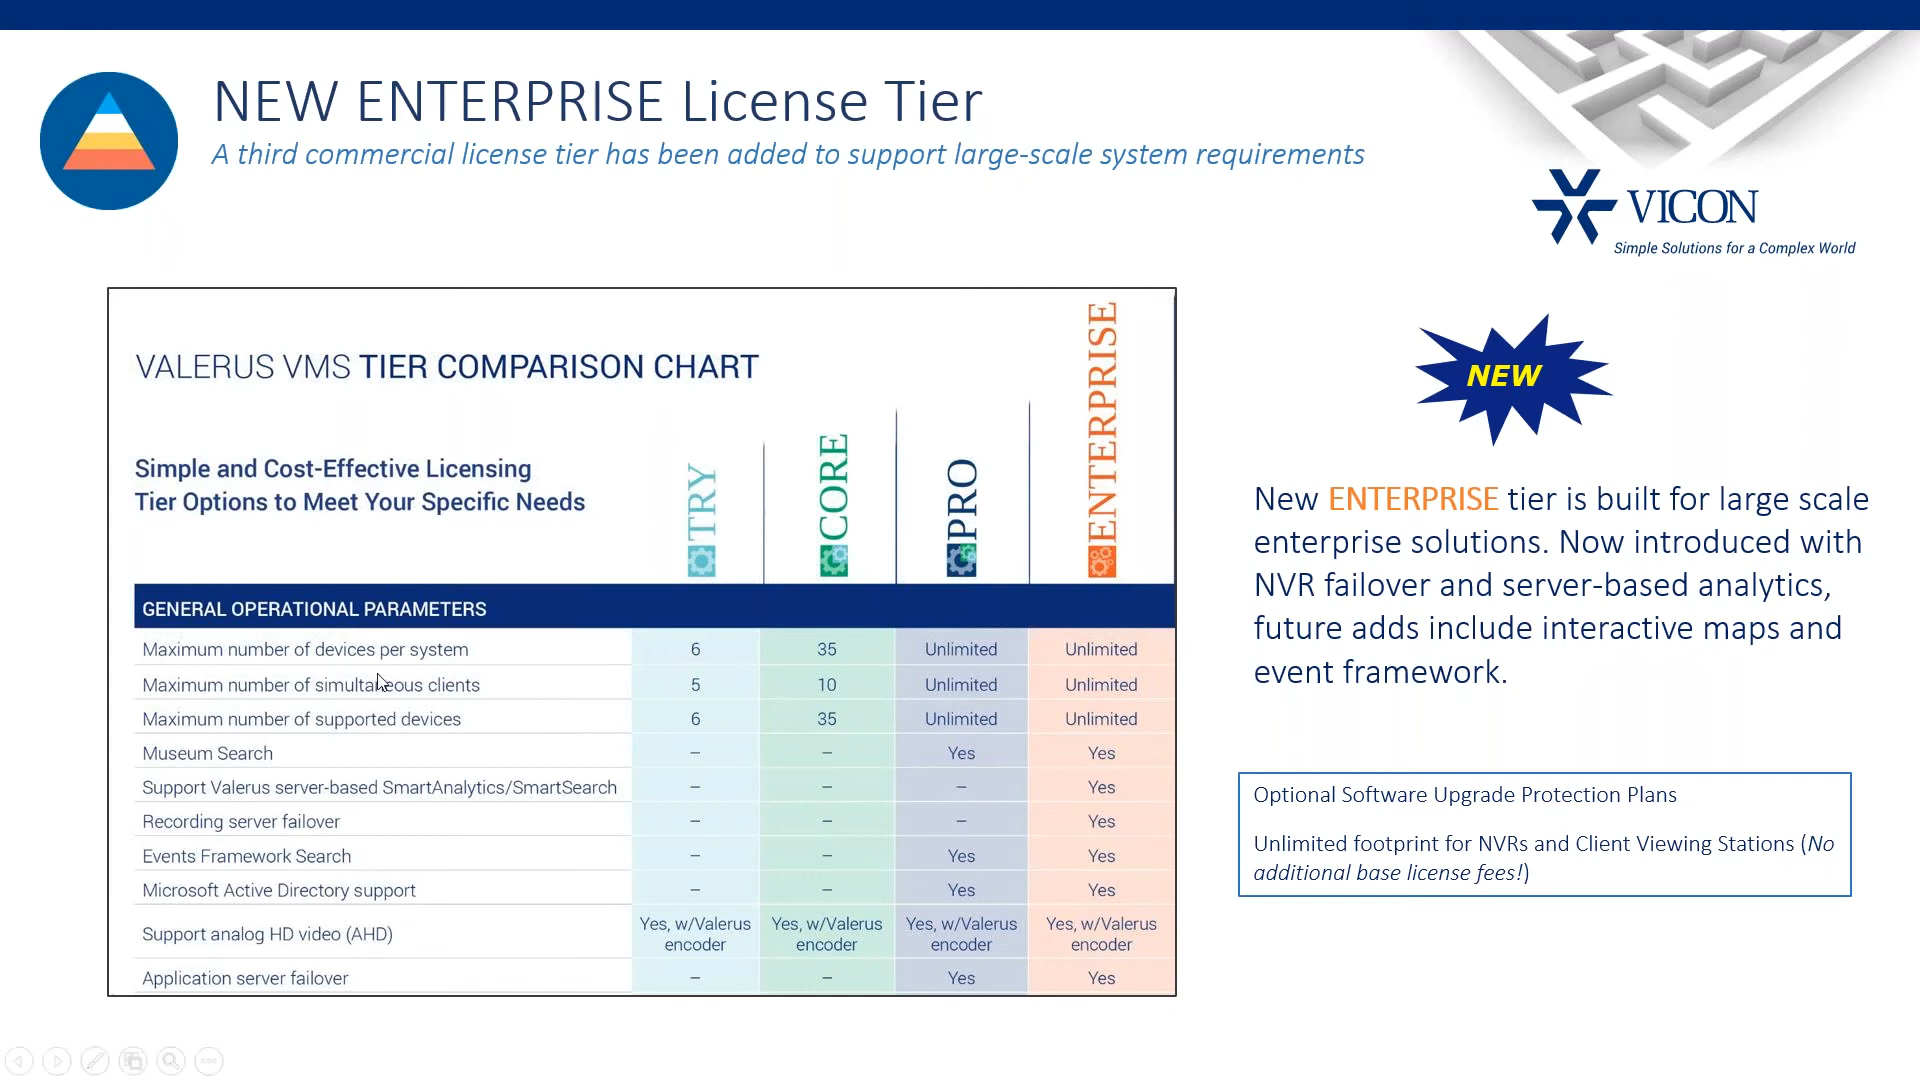 NEW ENTERPRISE License Tier
A third commercial license tier has been added to support large-scale system requirements
VICON
Simple Solutions for a Complex World
VALERUS VMS TIER COMPARISON CHART
Simple and Cost-Effective Licensing
Tier Options to Meet Your Specific Needs
TRY
CORE
PRO
ENTERPRISE
GENERAL OPERATIONAL PARAMETERS
Maximum number of devices per system 6 35 Unlimited Unlimited
Maximum number of simultaneous clients 5 10 Unlimited Unlimited
Maximum number of supported devices 6 35 Unlimited Unlimited
Museum Search – – Yes Yes
Support Valerus server-based SmartAnalytics/SmartSearch – – – Yes
Recording server failover – – – Yes
Events Framework Search – – Yes Yes
Microsoft Active Directory support – – Yes Yes
Support analog HD video (AHD) Yes, w/Valerus encoder Yes, w/Valerus encoder Yes, w/Valerus encoder Yes, w/Valerus encoder
Application server failover – – Yes Yes
NEW
New ENTERPRISE tier is built for large scale
enterprise solutions. Now introduced with
NVR failover and server-based analytics,
future adds include interactive maps and
event framework.
Optional Software Upgrade Protection Plans
Unlimited footprint for NVRs and Client Viewing Stations (No
additional base license fees!)